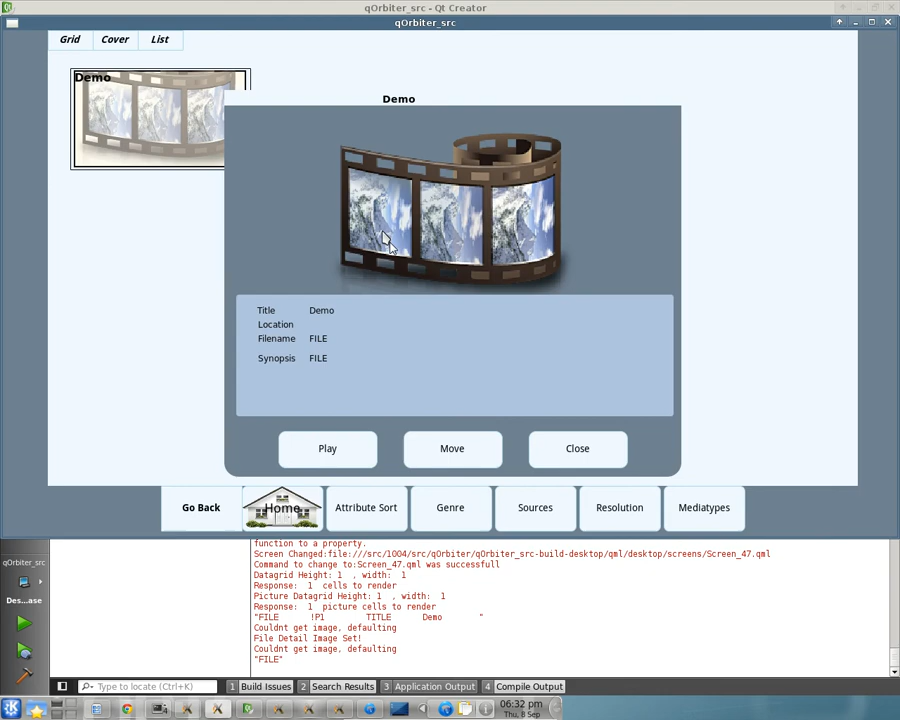 qOrbiter_src - Qt Creator
qOrbiter_src
Grid Cover List
Demo
Demo
Title Demo
Location
Filename FILE
Synopsis FILE
Play Move Close
Go Back Home Attribute Sort Genre Sources Resolution Mediatypes
function to a property.
Screen Changed:file:///src/1004/src/qOrbiter/qOrbiter_src-build-desktop/qml/desktop/screens/Screen_47.qml
Command to change to:Screen_47.qml was successfull
Datagrid Height: 1 , width: 1
Response: 1 cells to render
Picture Datagrid Height: 1 , width: 1
Response: 1 picture cells to render
"FILE !P1 TITLE Demo "
Couldnt get image, defaulting
File Detail Image Set!
Couldnt get image, defaulting
"FILE"
qOrbiter_src
Des...ase
Type to locate (Ctrl+K) 1 Build Issues 2 Search Results 3 Application Output 4 Compile Output
06:32 pm
Thu, 8 Sep